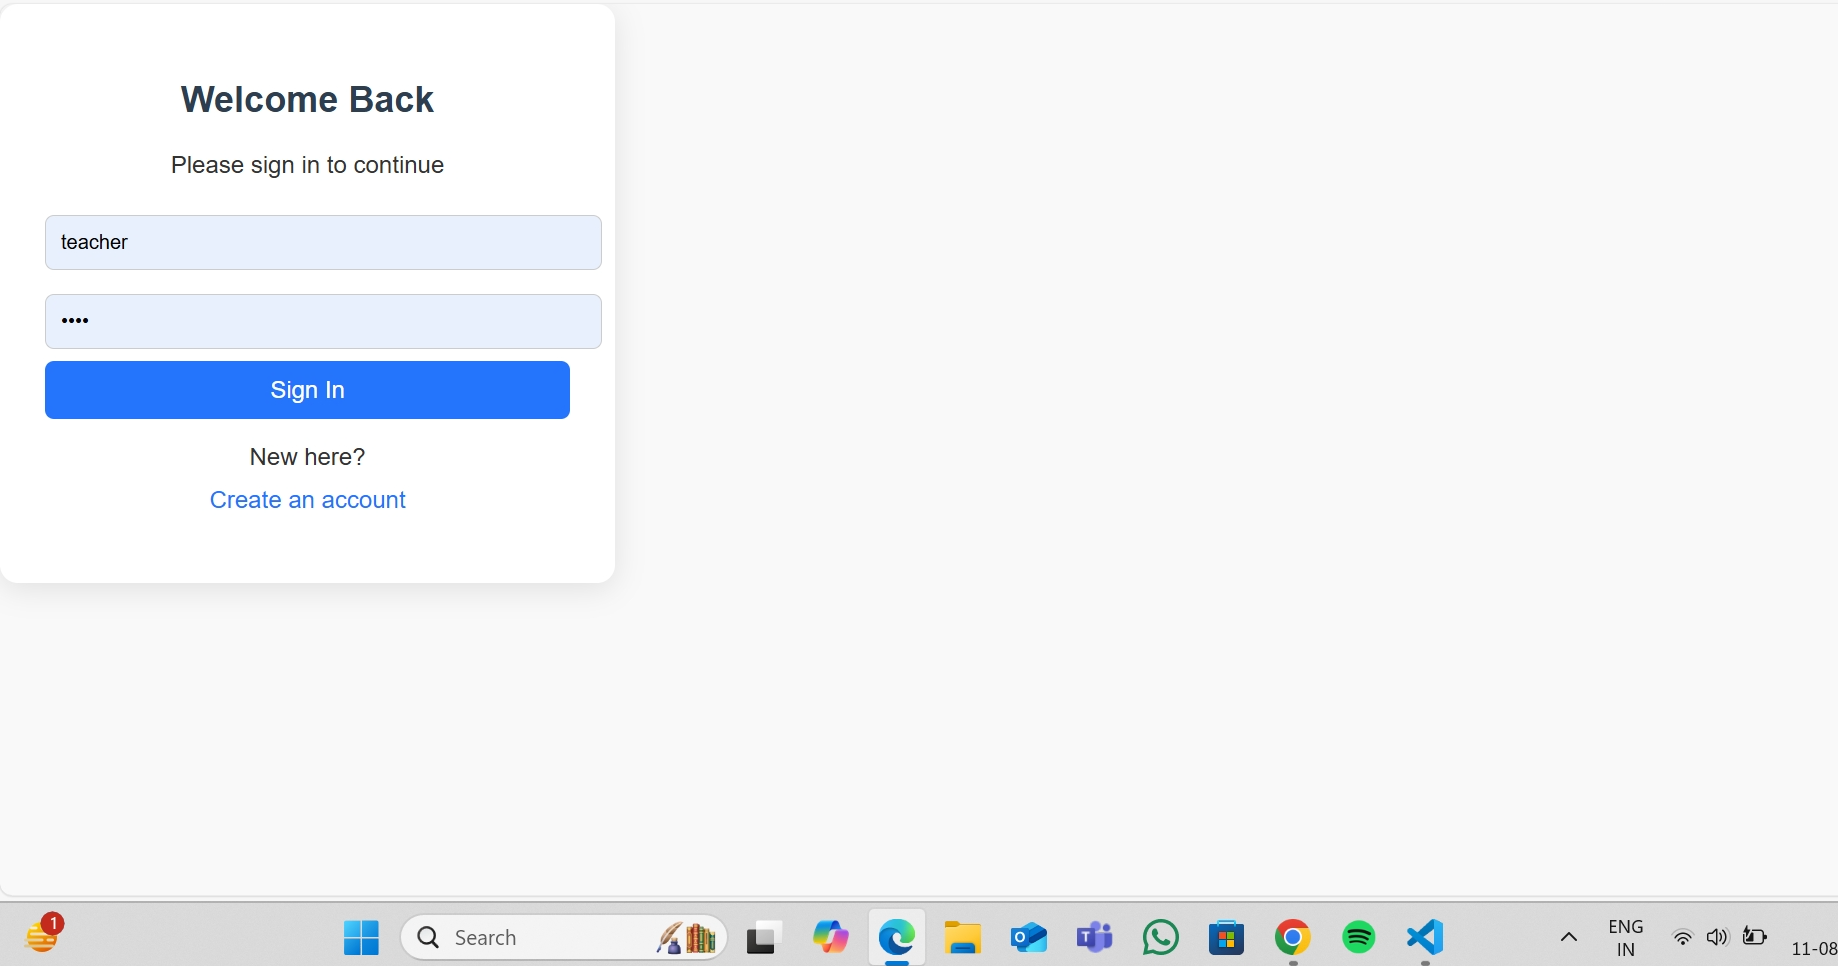 Welcome Back
Please sign in to continue
teacher
••••
Sign In
New here?
Create an account
1
Search
ENG
IN
11-08